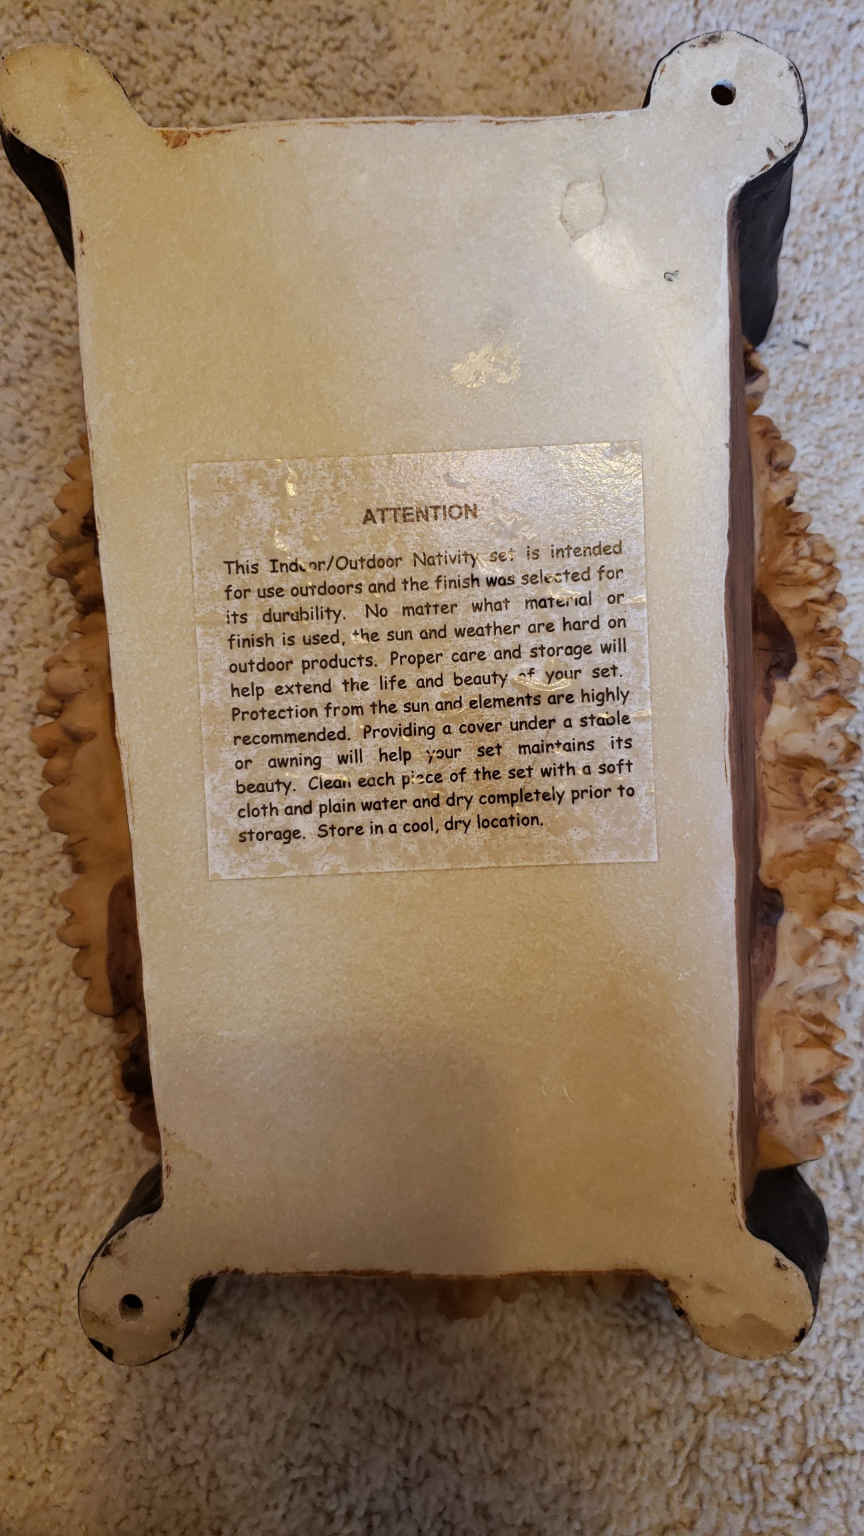 ATTENTION
This Indoor/Outdoor Nativity set is intended
for use outdoors and the finish was selected for
its durability. No matter what material or
finish is used, the sun and weather are hard on
outdoor products. Proper care and storage will
help extend the life and beauty of your set.
Protection from the sun and elements are highly
recommended. Providing a cover under a stable
or awning will help your set maintains its
beauty. Clean each piece of the set with a soft
cloth and plain water and dry completely prior to
storage. Store in a cool, dry location.